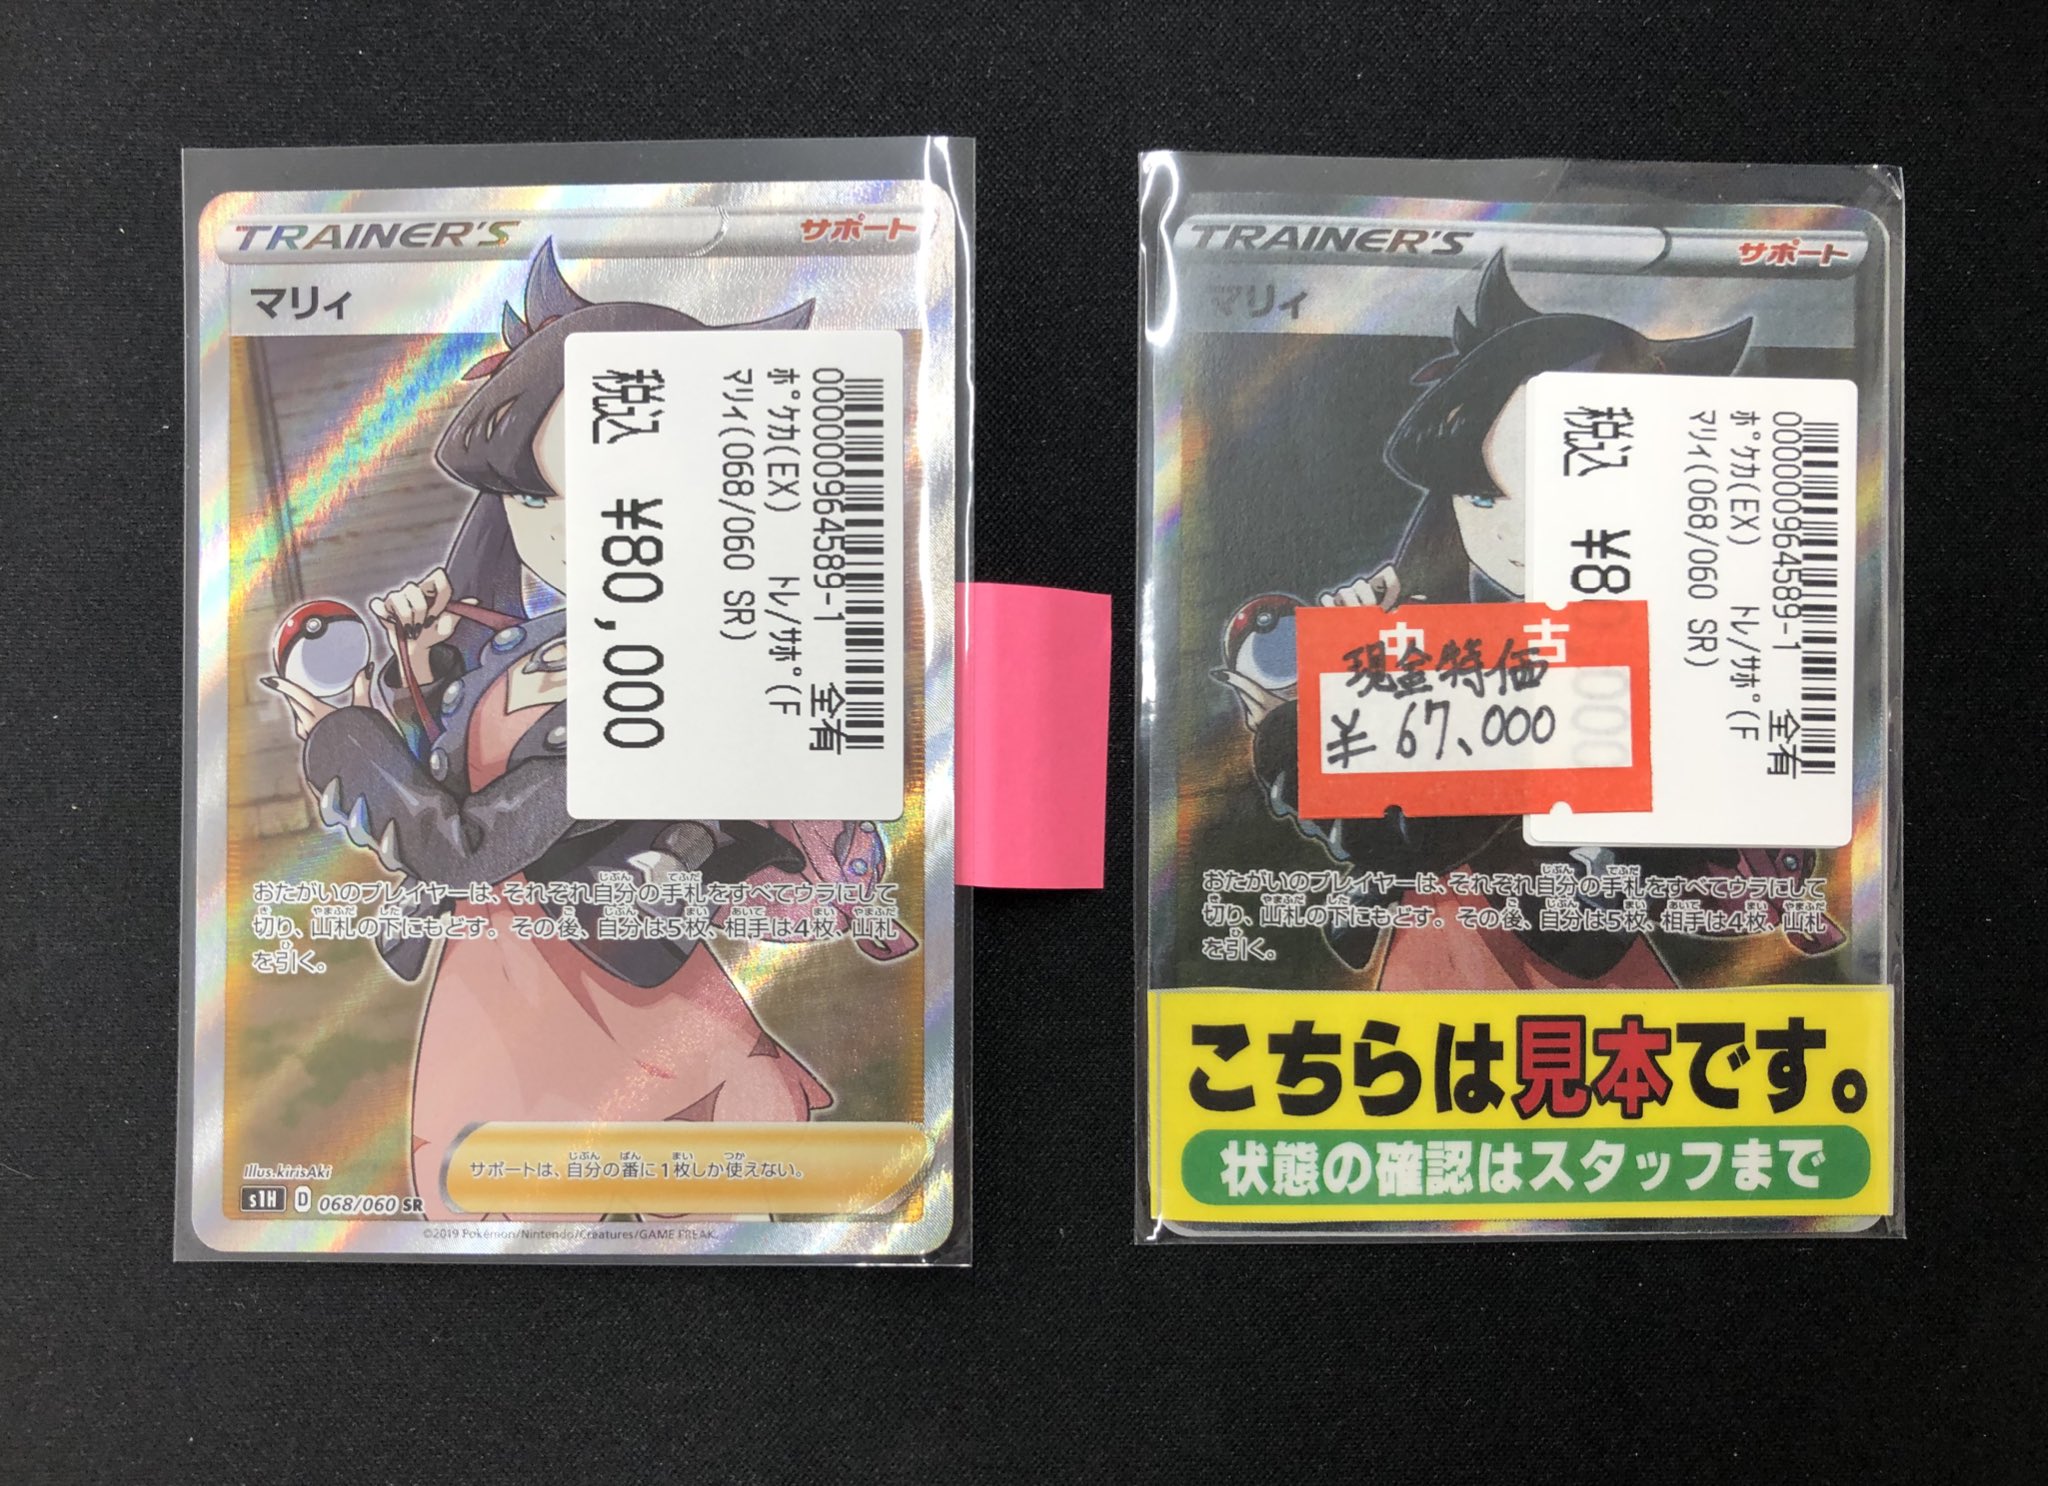 TRAINER'S サポート
マリィ
0000009645​89-1 全有
ポケカ(EX) トレ/サポ(F
マリィ(068/060 SR)
税込 ¥80,000
おたがいのプレイヤーは、それぞれ自分の手札をすべてウラにして
切り、山札の下にもどす。その後、自分は5枚、相手は4枚、山札
を引く。
サポートは、自分の番に1枚しか使えない。
Illus.kirisAki
s1H D 068/060 SR
©2019 Pokémon/Nintendo/Creatures/GAME FREAK.
TRAINER'S サポート
マリィ
000000964589-1 全有
ポケカ(EX) トレ/サポ(F
マリィ(068/060 SR)
税込 ¥8
中古
現金特価
¥67,000
おたがいのプレイヤーは、それぞれ自分の手札をすべてウラにして
切り、山札の下にもどす。その後、自分は5枚、相手は4枚、山札
を引く。
こちらは見本です。
状態の確認はスタッフまで